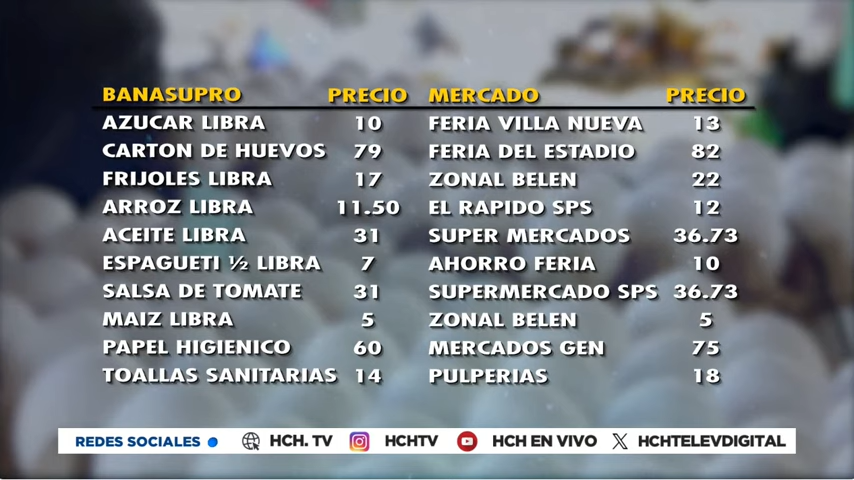 BANASUPRO PRECIO MERCADO PRECIO
AZUCAR LIBRA 10 FERIA VILLA NUEVA 13
CARTON DE HUEVOS 79 FERIA DEL ESTADIO 82
FRIJOLES LIBRA 17 ZONAL BELEN 22
ARROZ LIBRA 11.50 EL RAPIDO SPS 12
ACEITE LIBRA 31 SUPER MERCADOS 36.73
ESPAGUETI ½ LIBRA 7 AHORRO FERIA 10
SALSA DE TOMATE 31 SUPERMERCADO SPS 36.73
MAIZ LIBRA 5 ZONAL BELEN 5
PAPEL HIGIENICO 60 MERCADOS GEN 75
TOALLAS SANITARIAS 14 PULPERIAS 18
REDES SOCIALES HCH. TV HCHTV HCH EN VIVO HCHTELEVDIGITAL